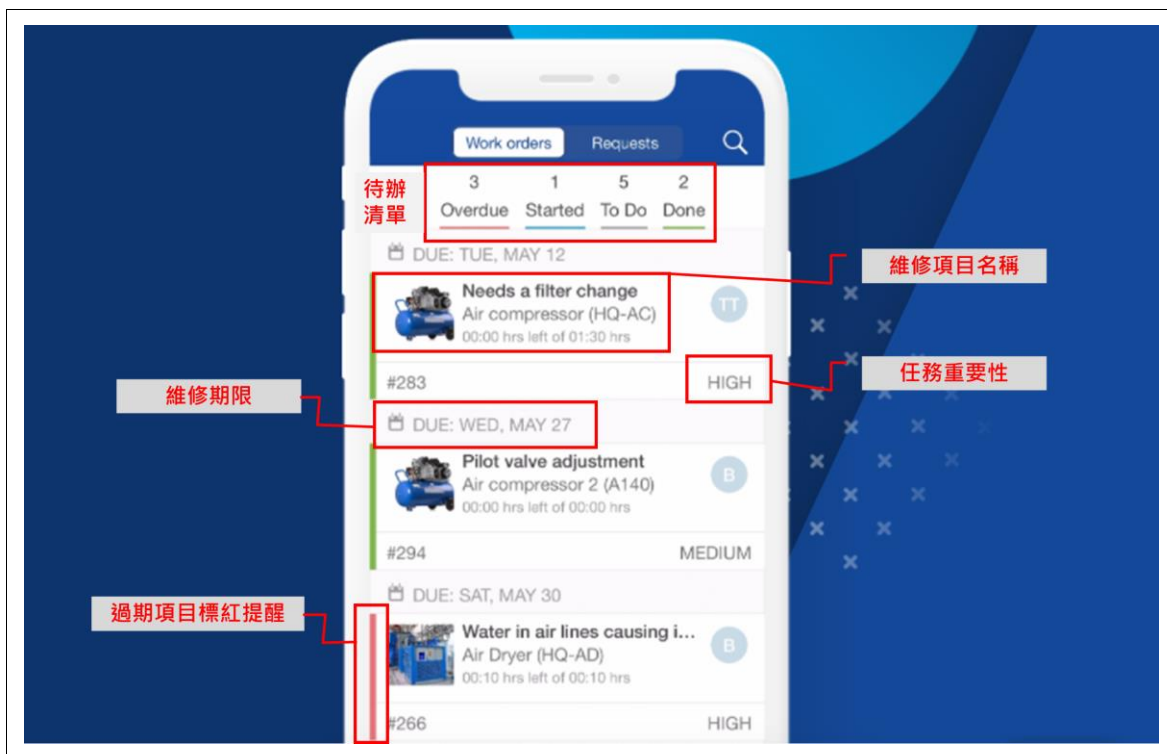 Work orders
Requests
待辦
清單
3 1 5 2
Overdue Started To Do Done
DUE: TUE, MAY 12
維修項目名稱
Needs a filter change
TT
Air compressor (HQ-AC)
00:00 hrs left of 01:30 hrs
#283
HIGH
任務重要性
維修期限
DUE: WED, MAY 27
Pilot valve adjustment
B
Air compressor 2 (A140)
00:00 hrs left of 00:00 hrs
#294
MEDIUM
DUE: SAT, MAY 30
過期項目標紅提醒
Water in air lines causing i...
B
Air Dryer (HQ-AD)
00:10 hrs left of 00:10 hrs
#266
HIGH